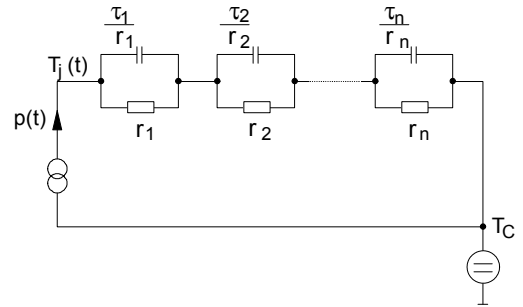 τ1/r1 τ2/r2 τn/rn
Tj(t)
r1 r2 rn
p(t)
TC